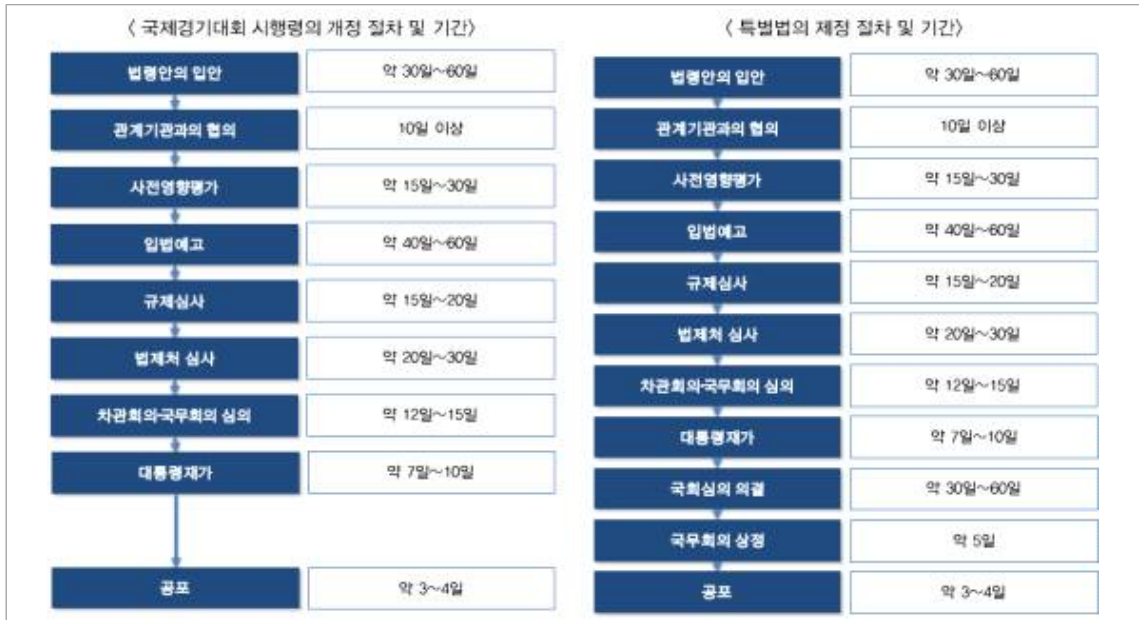 〈 국제경기대회 시행령의 개정 절차 및 기간〉
법령안의 입안 약 30일~60일
관계기관과의 협의 10일 이상
사전영향평가 약 15일~30일
입법예고 약 40일~60일
규제심사 약 15일~20일
법제처 심사 약 20일~30일
차관회의·국무회의 심의 약 12일~15일
대통령재가 약 7일~10일
공포 약 3~4일
〈 특별법의 제정 절차 및 기간〉
법령안의 입안 약 30일~60일
관계기관과의 협의 10일 이상
사전영향평가 약 15일~30일
입법예고 약 40일~60일
규제심사 약 15일~20일
법제처 심사 약 20일~30일
차관회의·국무회의 심의 약 12일~15일
대통령재가 약 7일~10일
국회심의 의결 약 30일~60일
국무회의 상정 약 5일
공포 약 3~4일